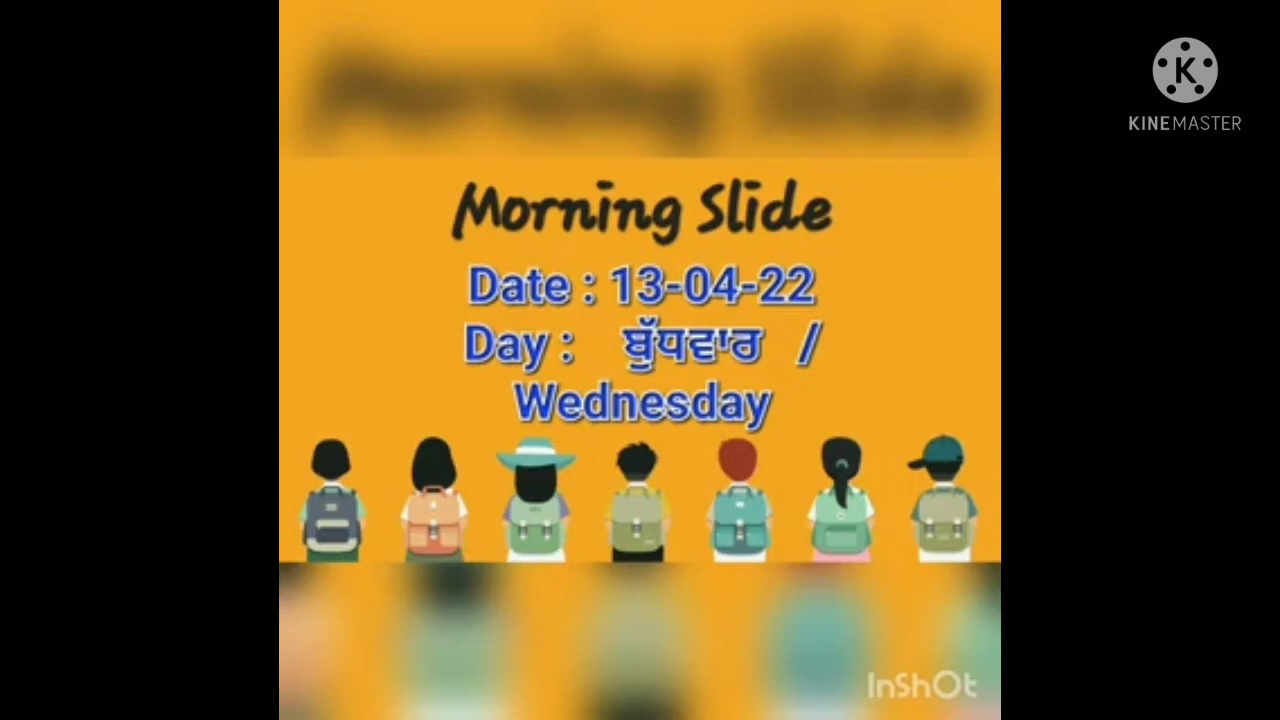 KINEMASTER
Morning Slide
Date : 13-04-22
Day : ਬੁੱਧਵਾਰ /
Wednesday
InShOt